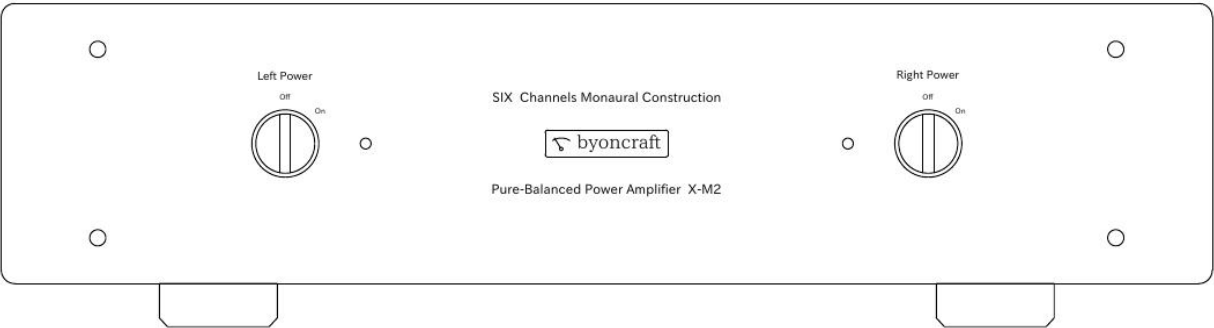 Left Power
Off
On
SIX Channels Monaural Construction
byoncraft
Pure-Balanced Power Amplifier X-M2
Right Power
Off
On